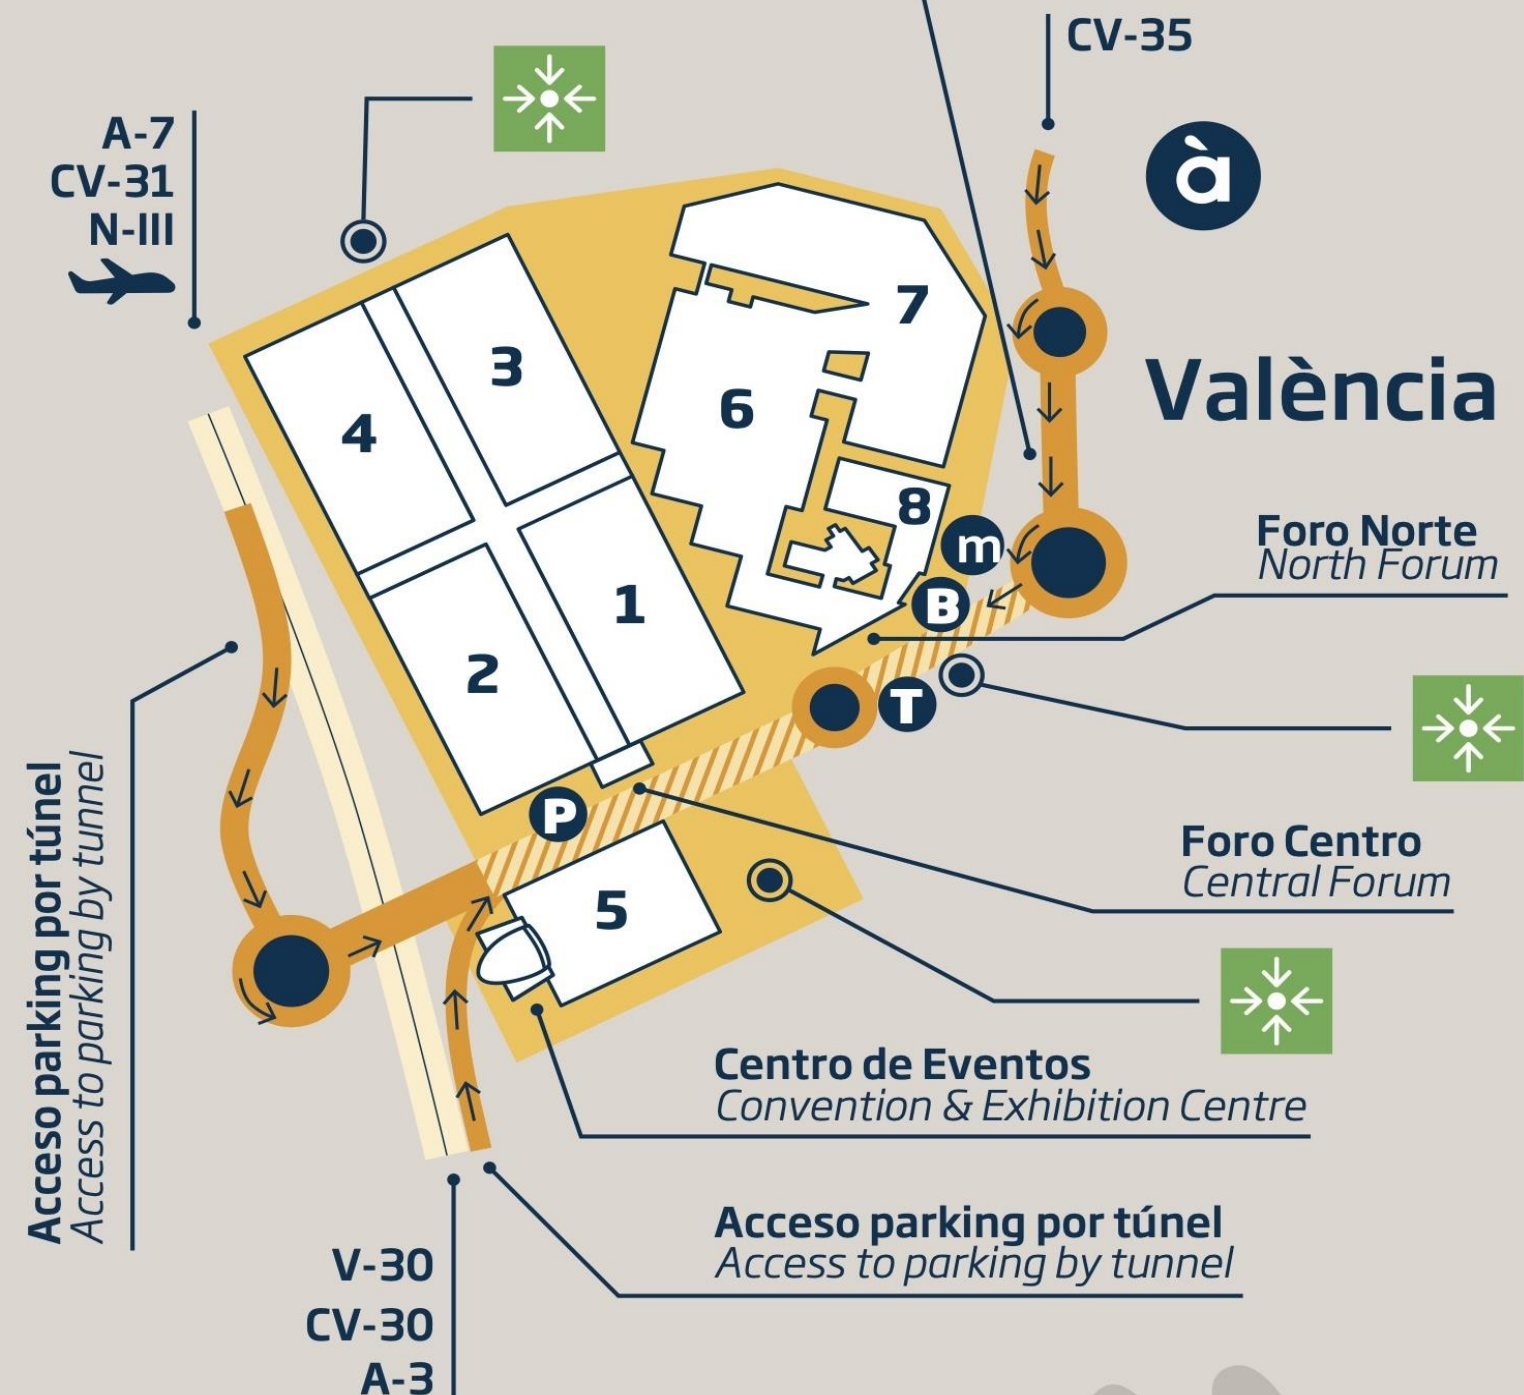 CV-35
A-7
CV-31
N-III
à
València
7
3
6
4
8
m
Foro Norte
North Forum
B
1
2
T
P
Foro Centro
Central Forum
5
Acceso parking por túnel
Access to parking by tunnel
Centro de Eventos
Convention & Exhibition Centre
Acceso parking por túnel
Access to parking by tunnel
V-30
CV-30
A-3